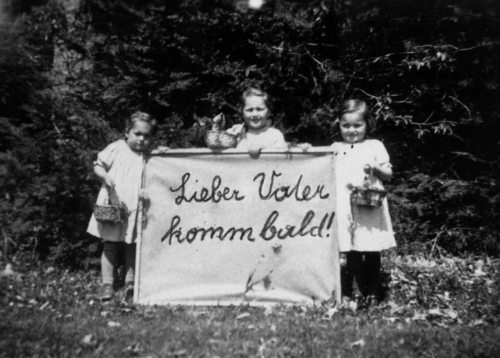 Lieber Vater
komm bald!